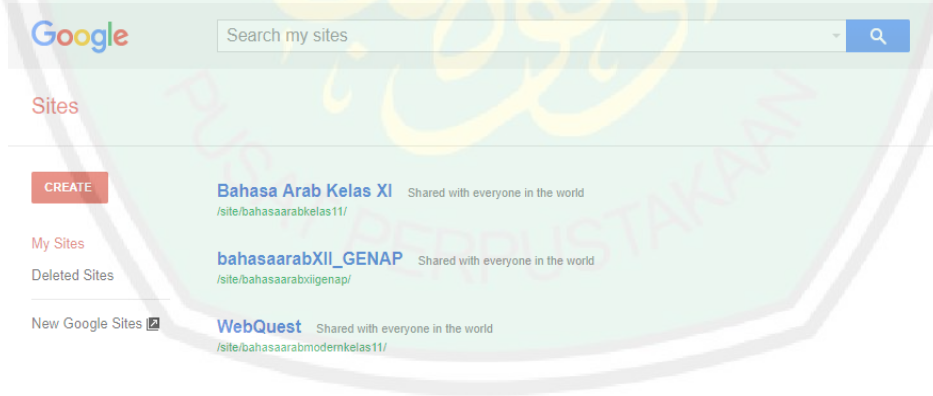 Google
Search my sites
Sites
CREATE
My Sites
Deleted Sites
New Google Sites
Bahasa Arab Kelas XI Shared with everyone in the world
/site/bahasaarabkelas11/
bahasaarabXII_GENAP Shared with everyone in the world
/site/bahasaarabxiigenap/
WebQuest Shared with everyone in the world
/site/bahasaarabmodernkelas11/
PUSAT PERPUSTAKAAN